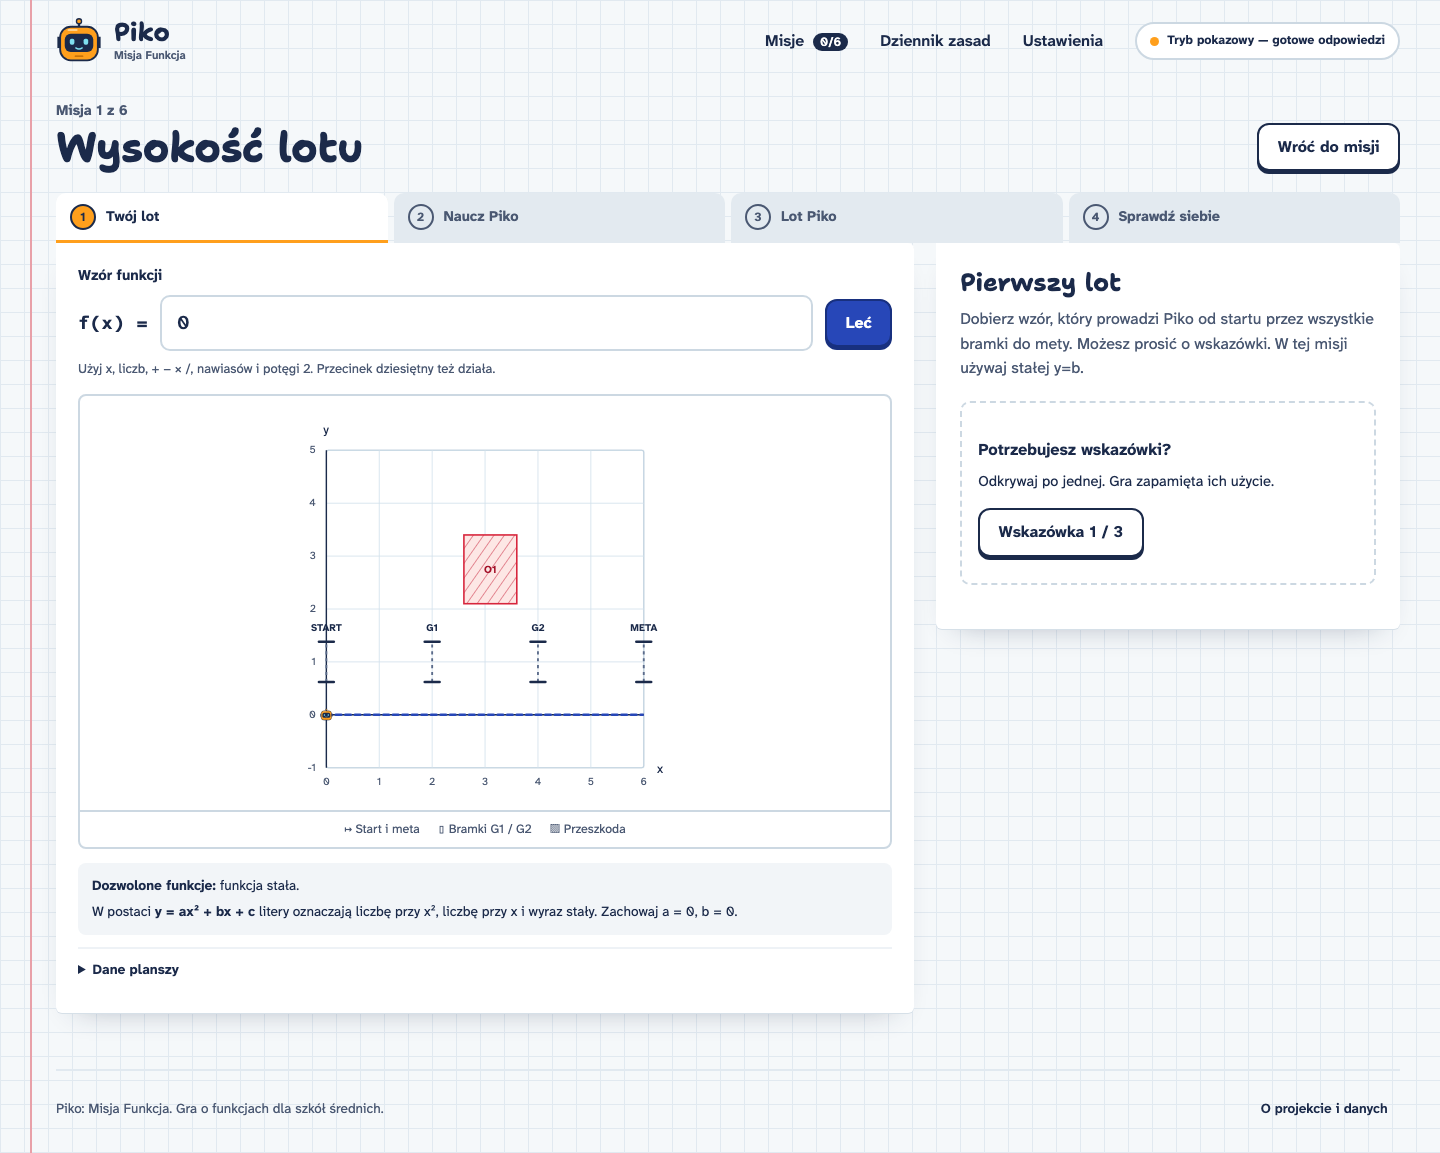 Piko
Misja Funkcja
Misje 0/6
Dziennik zasad
Ustawienia
Tryb pokazowy — gotowe odpowiedzi
Misja 1 z 6
Wysokość lotu
Wróć do misji
1 Twój lot
2 Naucz Piko
3 Lot Piko
4 Sprawdź siebie
Wzór funkcji
f(x) = 0
Leć
Użyj x, liczb, + − × /, nawiasów i potęgi 2. Przecinek dziesiętny też działa.
y
5
4
3
2
1
0
-1
O1
START
G1
G2
META
0 1 2 3 4 5 6
x
↦ Start i meta
▯ Bramki G1 / G2
▨ Przeszkoda
Dozwolone funkcje: funkcja stała.
W postaci y = ax² + bx + c litery oznaczają liczbę przy x², liczbę przy x i wyraz stały. Zachowaj a = 0, b = 0.
▶ Dane planszy
Pierwszy lot
Dobierz wzór, który prowadzi Piko od startu przez wszystkie
bramki do mety. Możesz prosić o wskazówki. W tej misji
używaj stałej y=b.
Potrzebujesz wskazówki?
Odkrywaj po jednej. Gra zapamięta ich użycie.
Wskazówka 1 / 3
Piko: Misja Funkcja. Gra o funkcjach dla szkół średnich.
O projekcie i danych